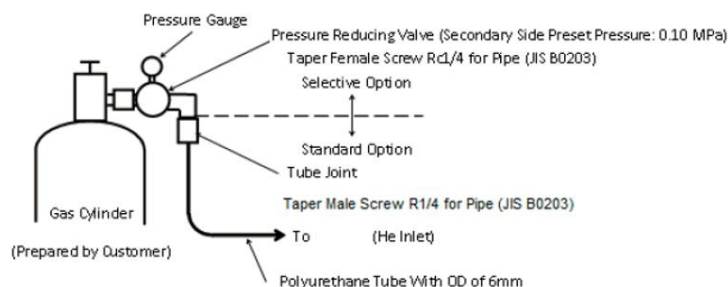 Pressure Gauge
Pressure Reducing Valve (Secondary Side Preset Pressure: 0.10 MPa)
Taper Female Screw Rc1/4 for Pipe (JIS B0203)
Selective Option
Standard Option
Tube Joint
Taper Male Screw R1/4 for Pipe (JIS B0203)
Gas Cylinder
To (He Inlet)
(Prepared by Customer)
Polyurethane Tube With OD of 6mm